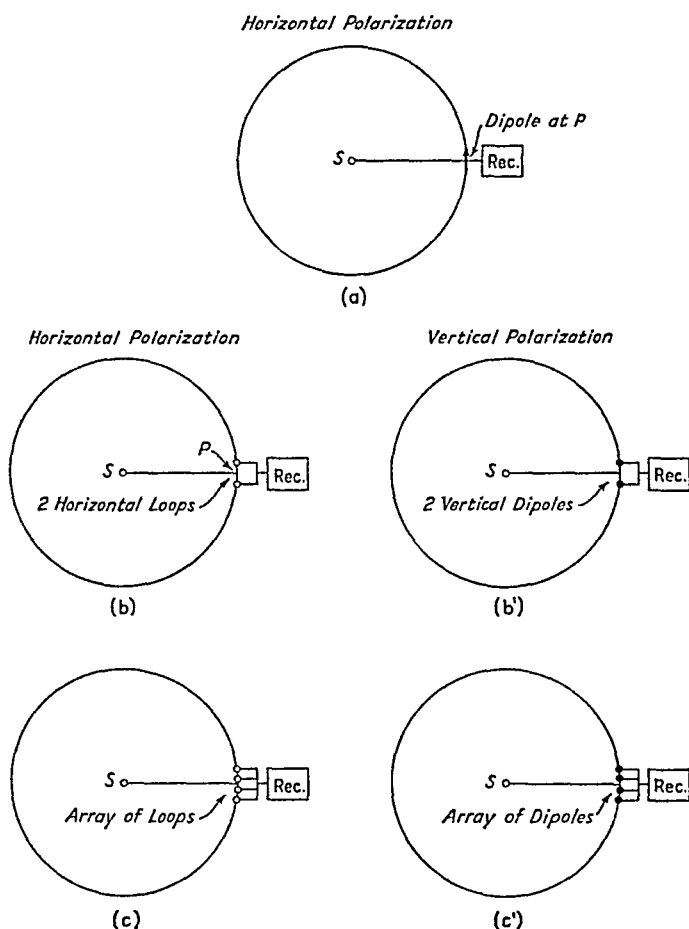 Horizontal Polarization
Dipole at P
S
Rec.
(a)
Horizontal Polarization
P
S
Rec.
2 Horizontal Loops
(b)
Vertical Polarization
S
Rec.
2 Vertical Dipoles
(b')
S
Rec.
Array of Loops
(c)
S
Rec.
Array of Dipoles
(c')